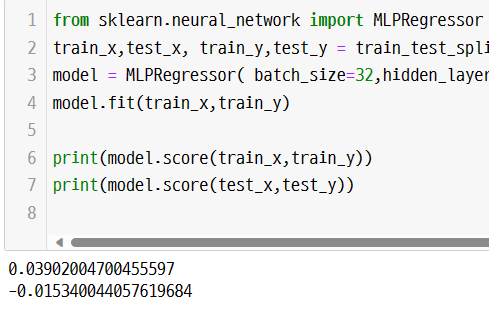 1 from sklearn.neural_network import MLPRegressor
2 train_x,test_x, train_y,test_y = train_test_spli
3 model = MLPRegressor( batch_size=32,hidden_layer
4 model.fit(train_x,train_y)
5
6 print(model.score(train_x,train_y))
7 print(model.score(test_x,test_y))
8
0.03902004700455597
-0.015340044057619684